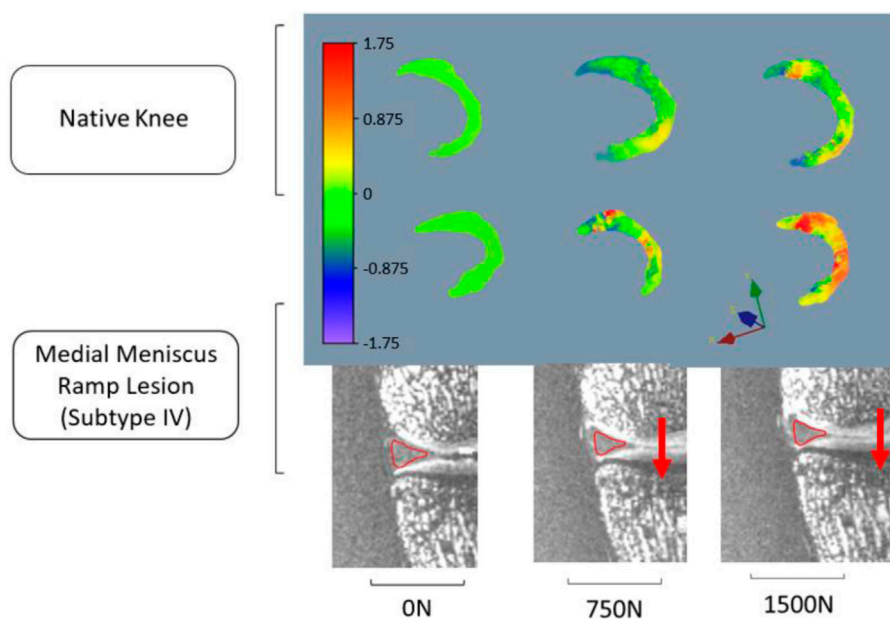 Native Knee
1.75
0.875
0
-0.875
-1.75
Medial Meniscus
Ramp Lesion
(Subtype IV)
0N
750N
1500N